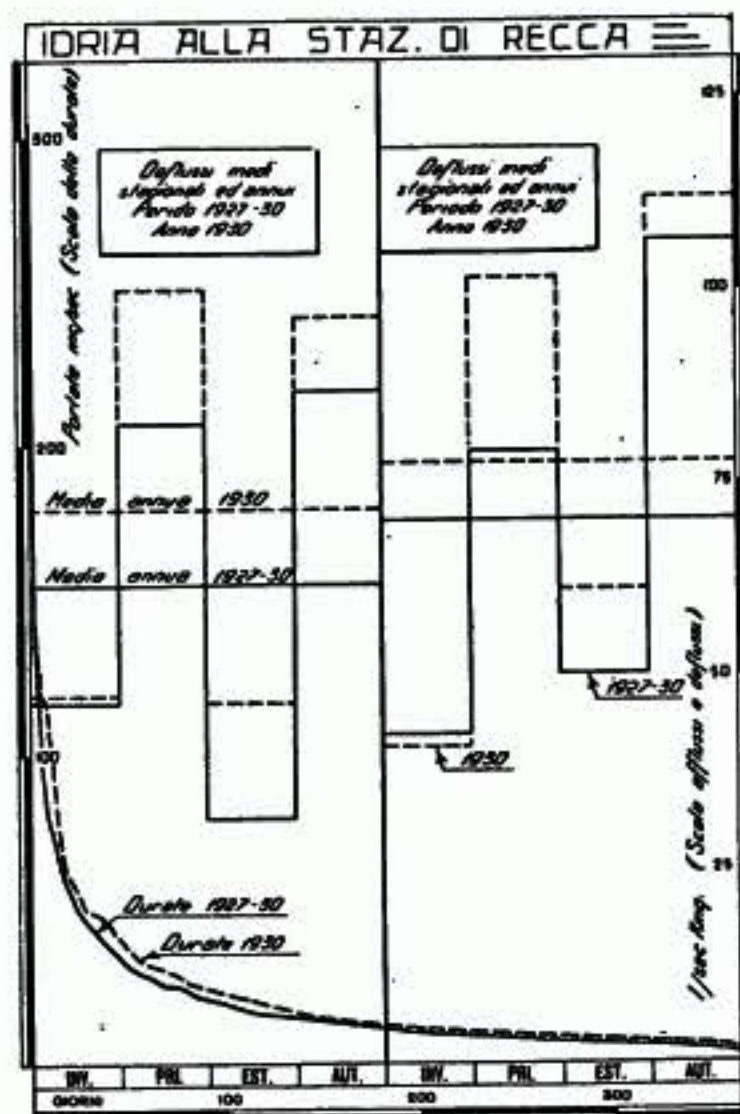 IDRIA ALLA STAZ. DI RECCA
Portate mc/sec (Scala delle durate)
300
200
100
Deflussi medi
stagionali ed annui
Periodo 1927-30
Anno 1930
Deflussi medi
stagionali ed annui
Periodo 1927-30
Anno 1930
125
100
75
50
25
Media annua 1930
Media annua 1927-30
1927-30
1930
Durate 1927-30
Durate 1930
l/sec Kmq. (Scala afflussi e deflussi)
INV. PRI. EST. AUT. INV. PRI. EST. AUT.
GIORNI 100 200 300